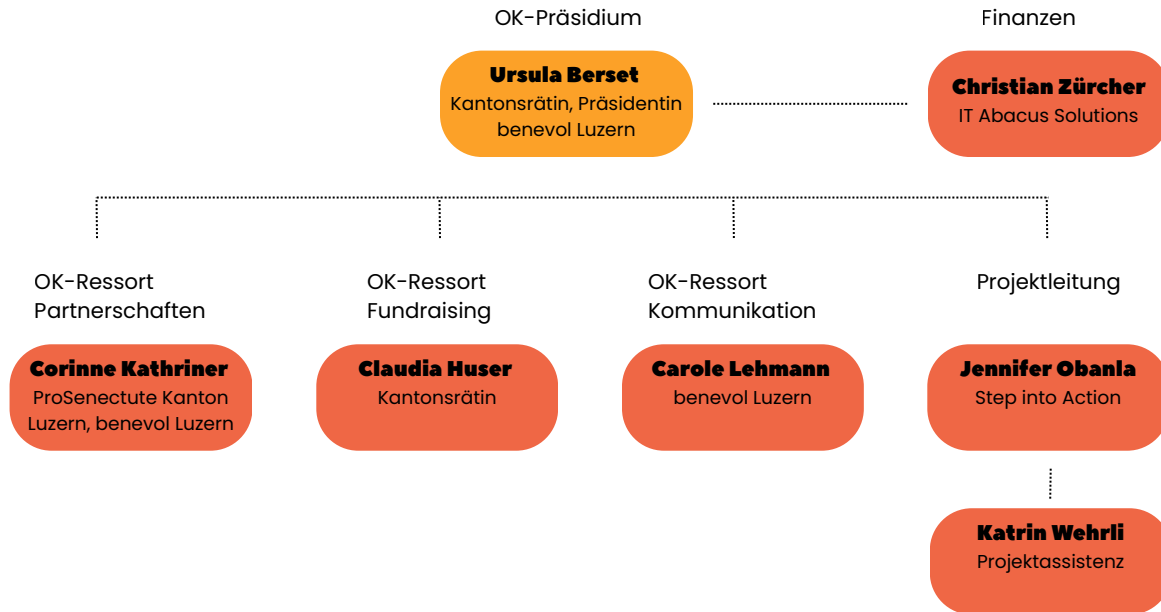 OK-Präsidium
Finanzen
Ursula Berset
Kantonsrätin, Präsidentin
benevol Luzern
Christian Zürcher
IT Abacus Solutions
OK-Ressort
Partnerschaften
OK-Ressort
Fundraising
OK-Ressort
Kommunikation
Projektleitung
Corinne Kathriner
ProSenectute Kanton
Luzern, benevol Luzern
Claudia Huser
Kantonsrätin
Carole Lehmann
benevol Luzern
Jennifer Obanla
Step into Action
Katrin Wehrli
Projektassistenz